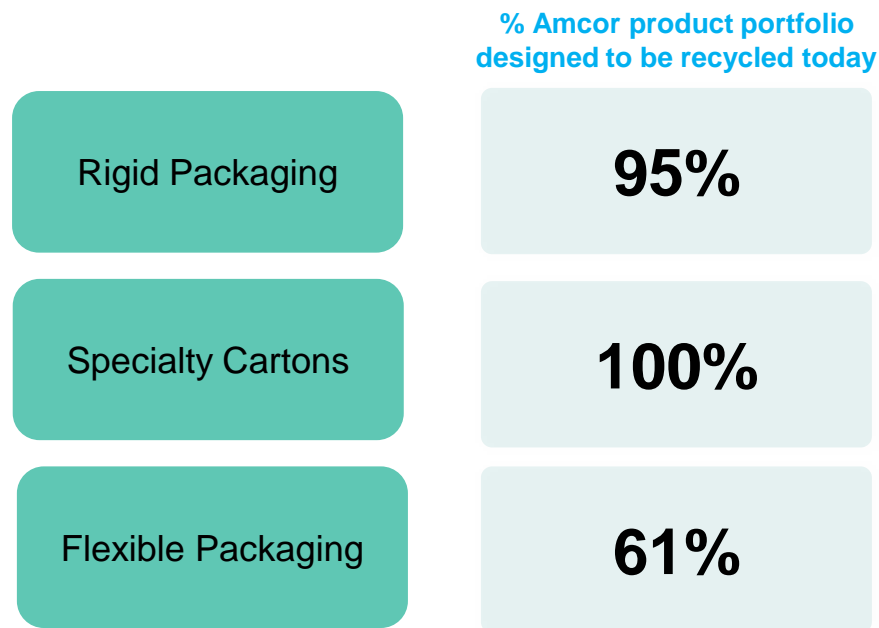 % Amcor product portfolio
designed to be recycled today
Rigid Packaging
95%
Specialty Cartons
100%
Flexible Packaging
61%